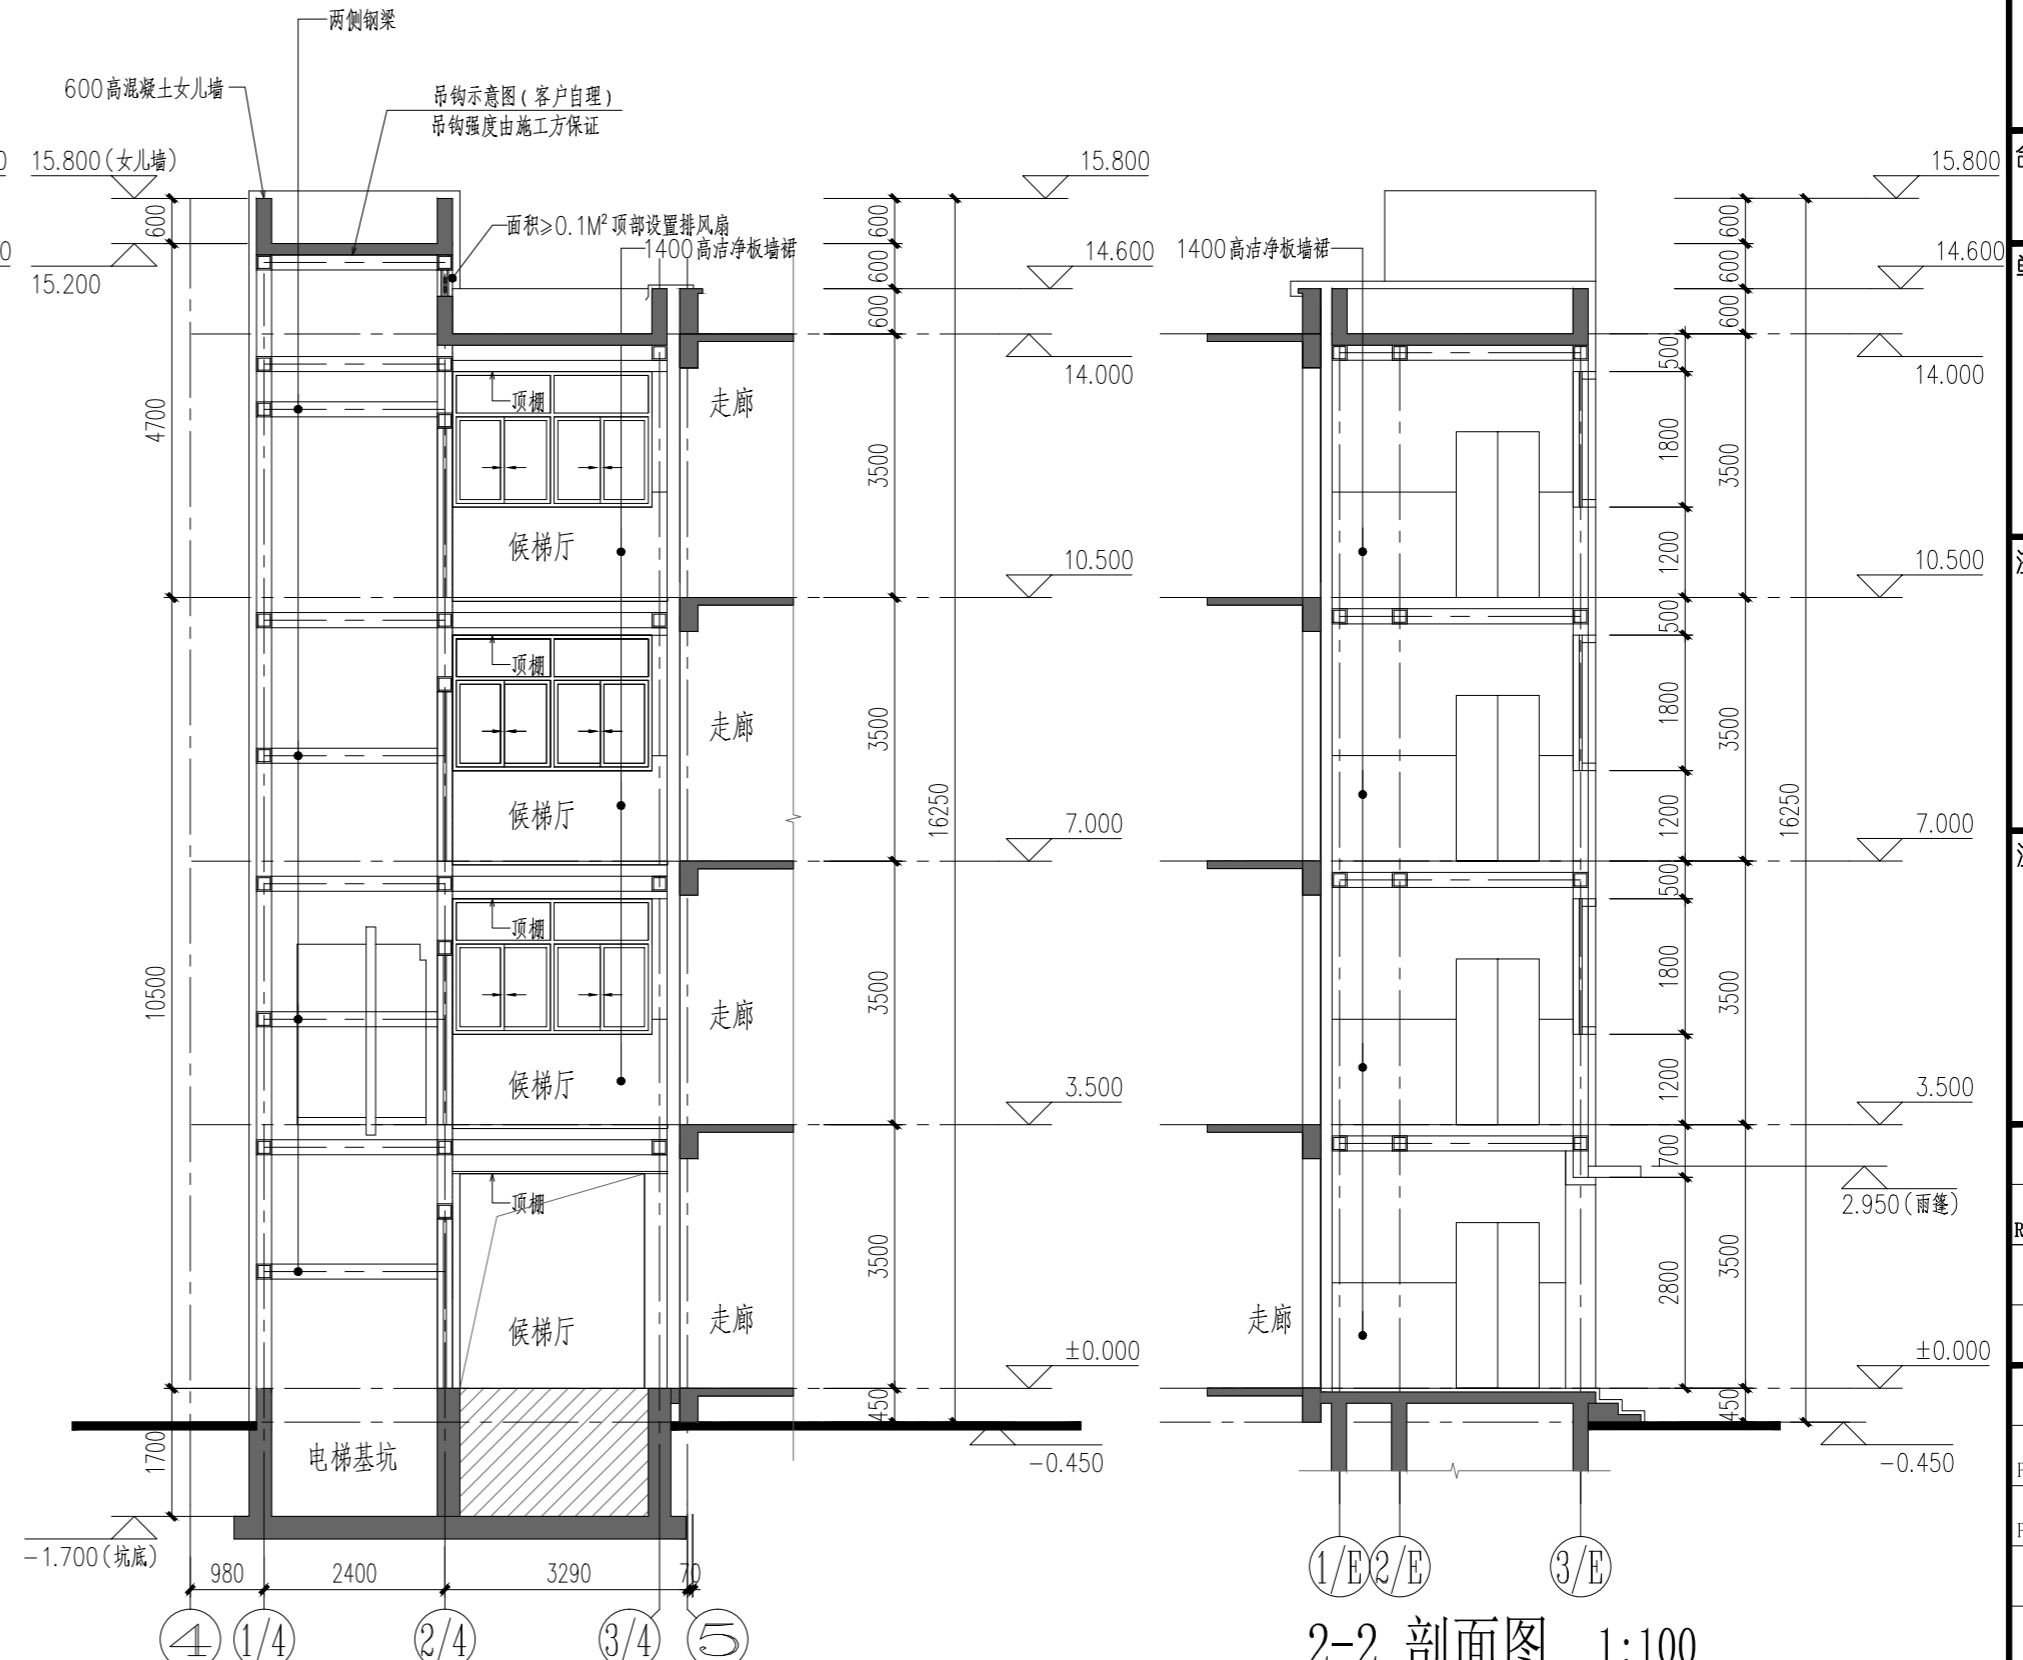 两侧钢梁
600高混凝土女儿墙
吊钩示意图(客户自理)
吊钩强度由施工方保证
15.800(女儿墙)
15.200
面积≥0.1M²顶部设置排风扇
1400高洁净板墙裙
600
4700
10500
1700
-1.700(坑底)
顶棚
候梯厅
走廊
顶棚
候梯厅
走廊
顶棚
候梯厅
走廊
顶棚
候梯厅
走廊
电梯基坑
600
600
600
3500
3500
3500
3500
450
16250
15.800
14.600
14.000
10.500
7.000
3.500
±0.000
-0.450
980
2400
3290
70
4
1/4
2/4
3/4
5
1400高洁净板墙裙
走廊
500
1800
1200
500
1800
1200
500
1800
1200
700
2800
600
600
600
3500
3500
3500
3500
450
16250
15.800
14.600
14.000
10.500
7.000
3.500
2.950(雨篷)
±0.000
-0.450
1/E
2/E
3/E
2-2 剖面图 1:100